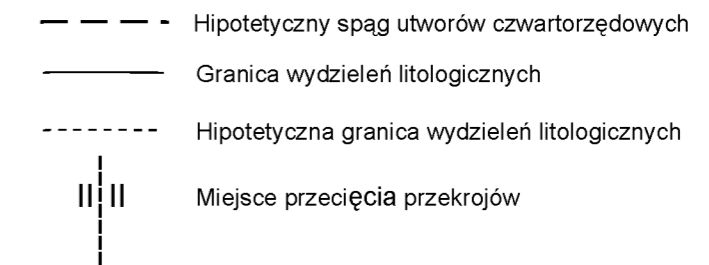 Hipotetyczny spąg utworów czwartorzędowych
Granica wydzieleń litologicznych
Hipotetyczna granica wydzieleń litologicznych
II II Miejsce przecięcia przekrojów